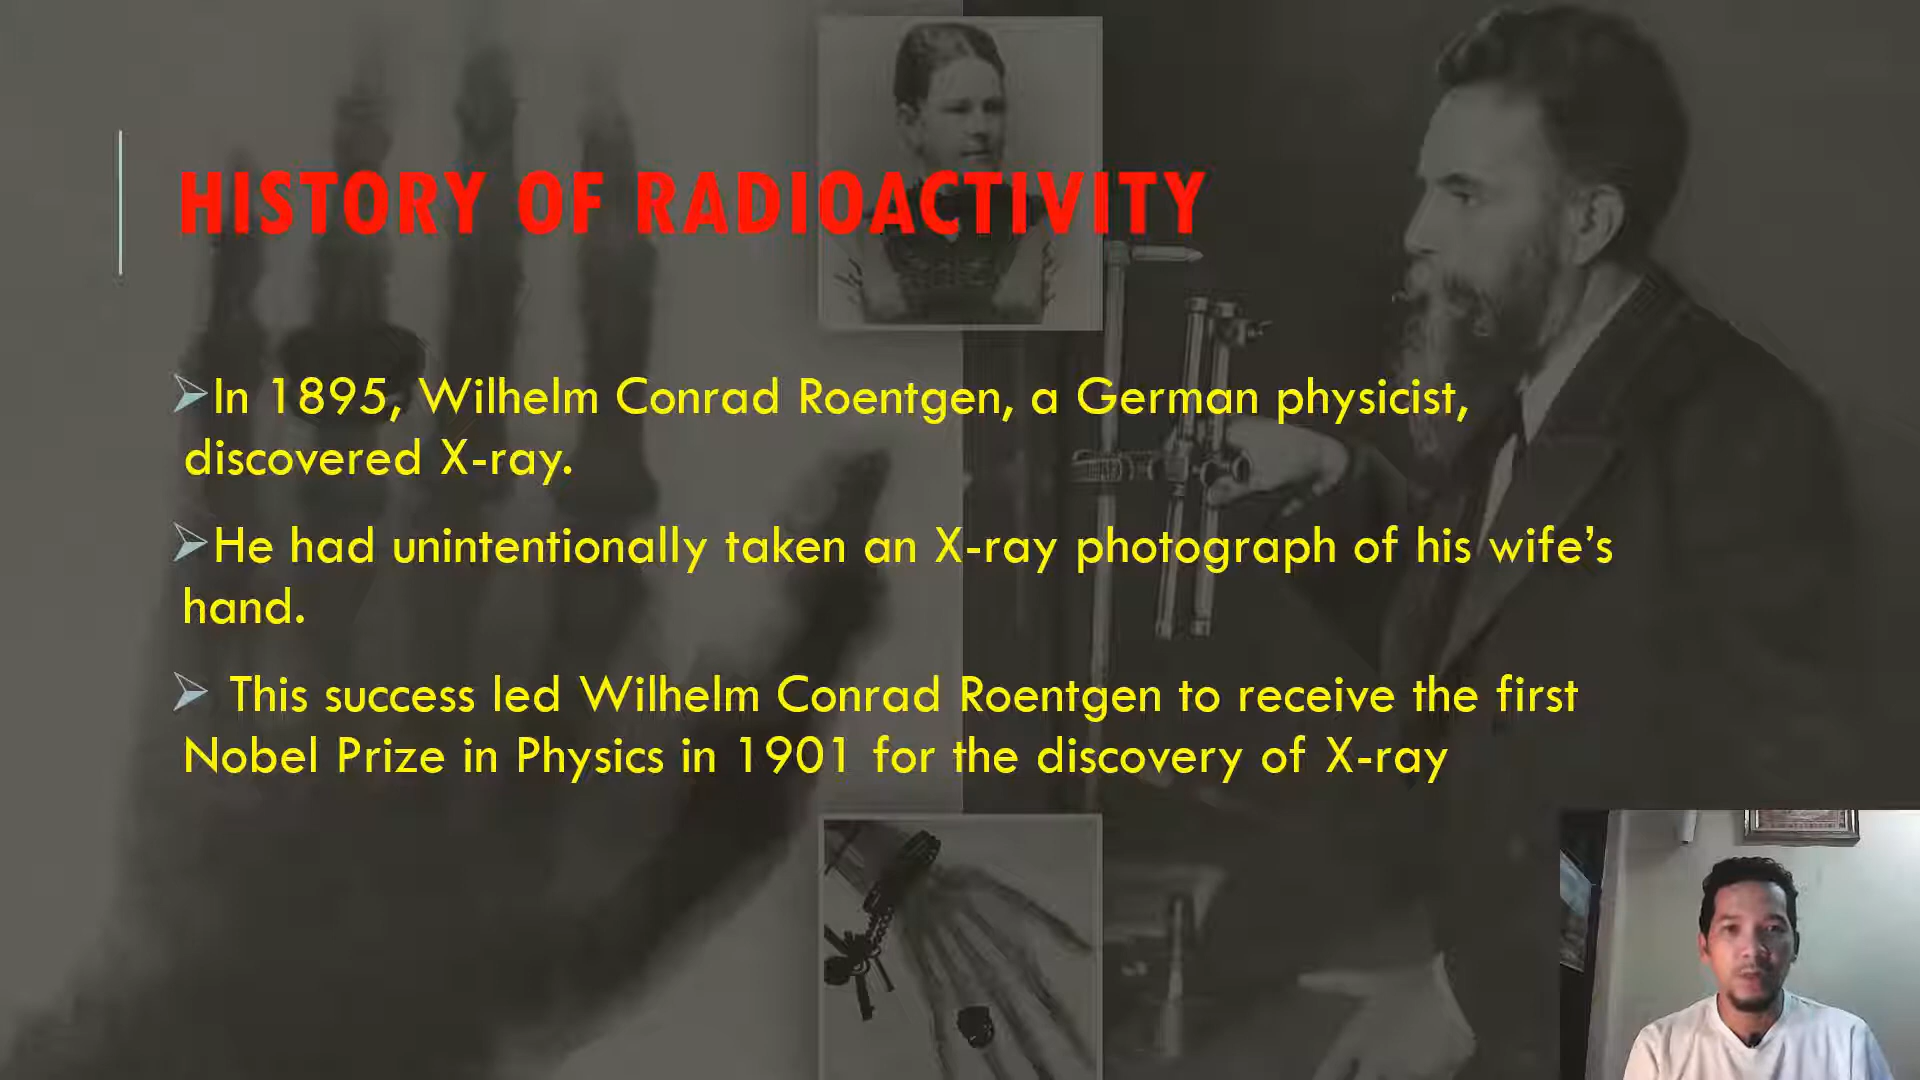 HISTORY OF RADIOACTIVITY
➢In 1895, Wilhelm Conrad Roentgen, a German physicist,
discovered X-ray.
➢He had unintentionally taken an X-ray photograph of his wife’s
hand.
➢ This success led Wilhelm Conrad Roentgen to receive the first
Nobel Prize in Physics in 1901 for the discovery of X-ray